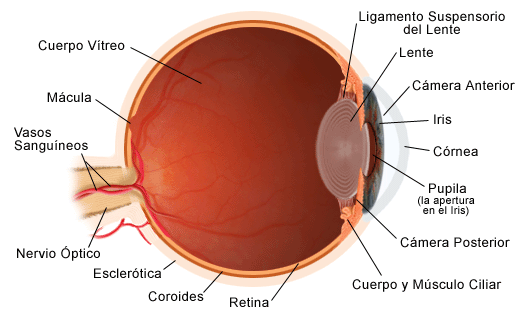 Ligamento Suspensorio
del Lente
Cuerpo Vítreo
Lente
Cámera Anterior
Mácula
Iris
Vasos
Sanguíneos
Córnea
Pupila
(la apertura
en el Iris)
Cámera Posterior
Nervio Óptico
Esclerótica
Cuerpo y Músculo Ciliar
Coroides
Retina